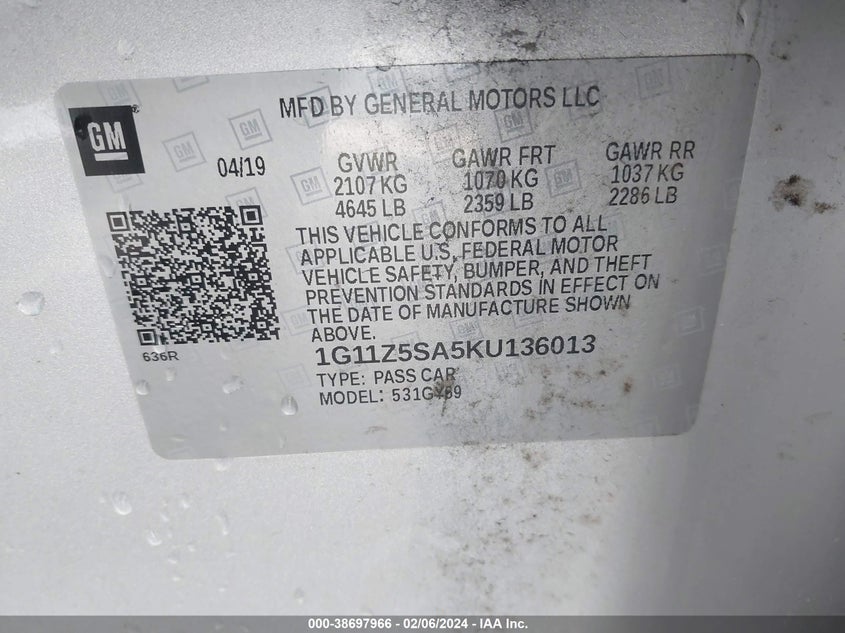 MFD BY GENERAL MOTORS LLC
GM
04/19
GVWR GAWR FRT GAWR RR
2107 KG 1070 KG 1037 KG
4645 LB 2359 LB 2286 LB
THIS VEHICLE CONFORMS TO ALL
APPLICABLE U.S. FEDERAL MOTOR
VEHICLE SAFETY, BUMPER, AND THEFT
PREVENTION STANDARDS IN EFFECT ON
THE DATE OF MANUFACTURE SHOWN
ABOVE.
636R
1G11Z5SA5KU136013
TYPE: PASS CAR
MODEL:
000-38697966 - 02/06/2024 - IAA Inc.